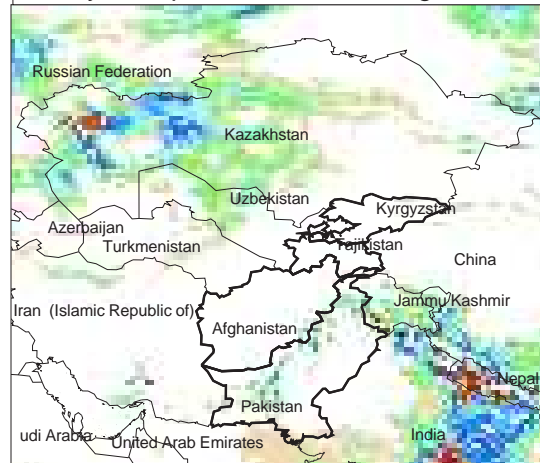 Russian Federation
Kazakhstan
Uzbekistan
Kyrgyzstan
Azerbaijan
Turkmenistan
Tajikistan
China
Iran (Islamic Republic of)
Jammu Kashmir
Afghanistan
Nepal
Pakistan
udi Arabia
United Arab Emirates
India